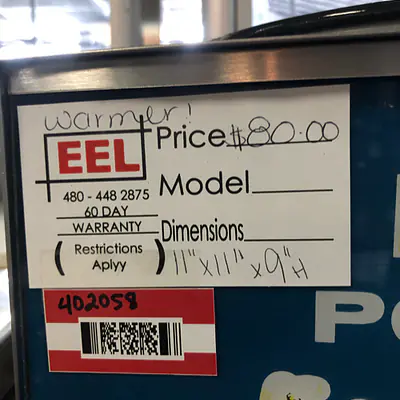 warmer!
EEL
Price $80.00
480 - 448 2875
Model
60 DAY
WARRANTY
Dimensions
(Restrictions Aplyy)
11" x 11" x 9" H
402058
P